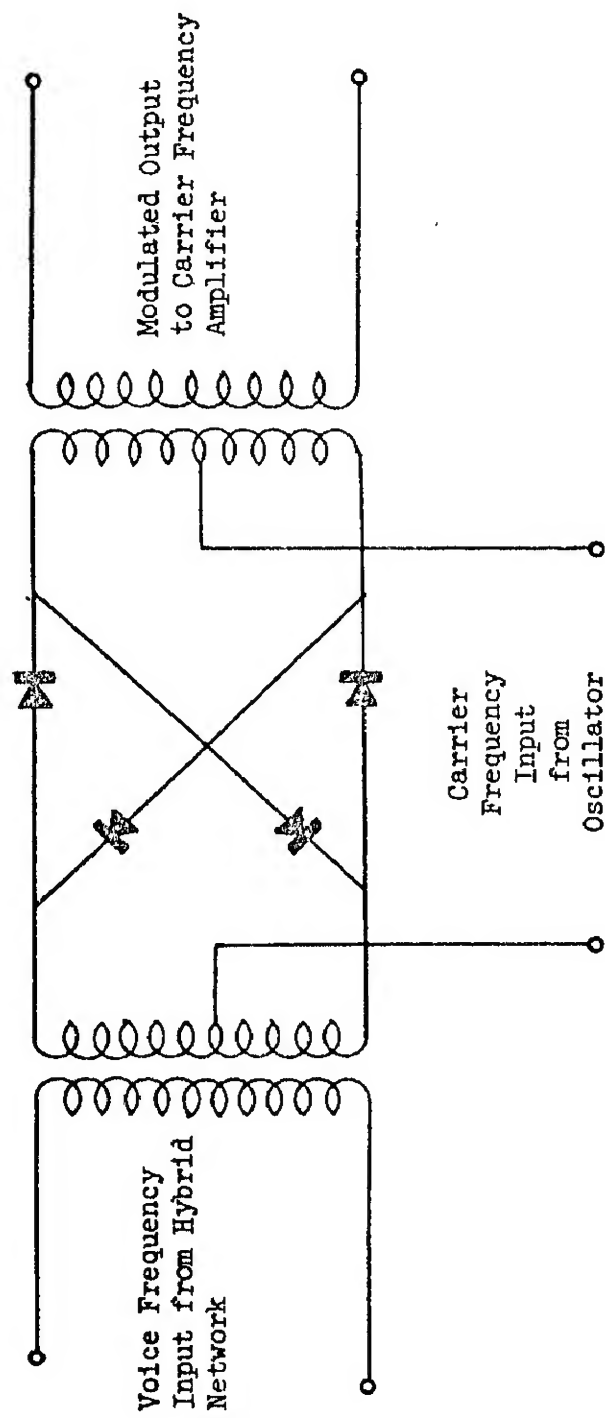 Voice Frequency
Input from Hybrid
Network
Carrier
Frequency
Input
from
Oscillator
Modulated Output
to Carrier Frequency
Amplifier